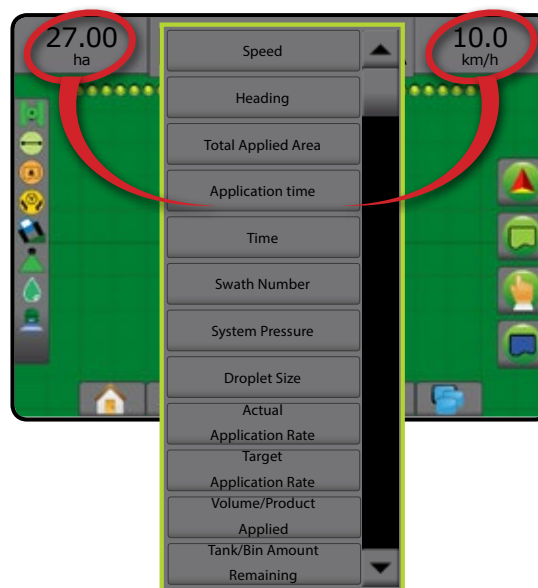 27.00
ha
10.0
km/h
Speed
Heading
Total Applied Area
Application time
Time
Swath Number
System Pressure
Droplet Size
Actual
Application Rate
Target
Application Rate
Volume/Product
Applied
Tank/Bin Amount
Remaining